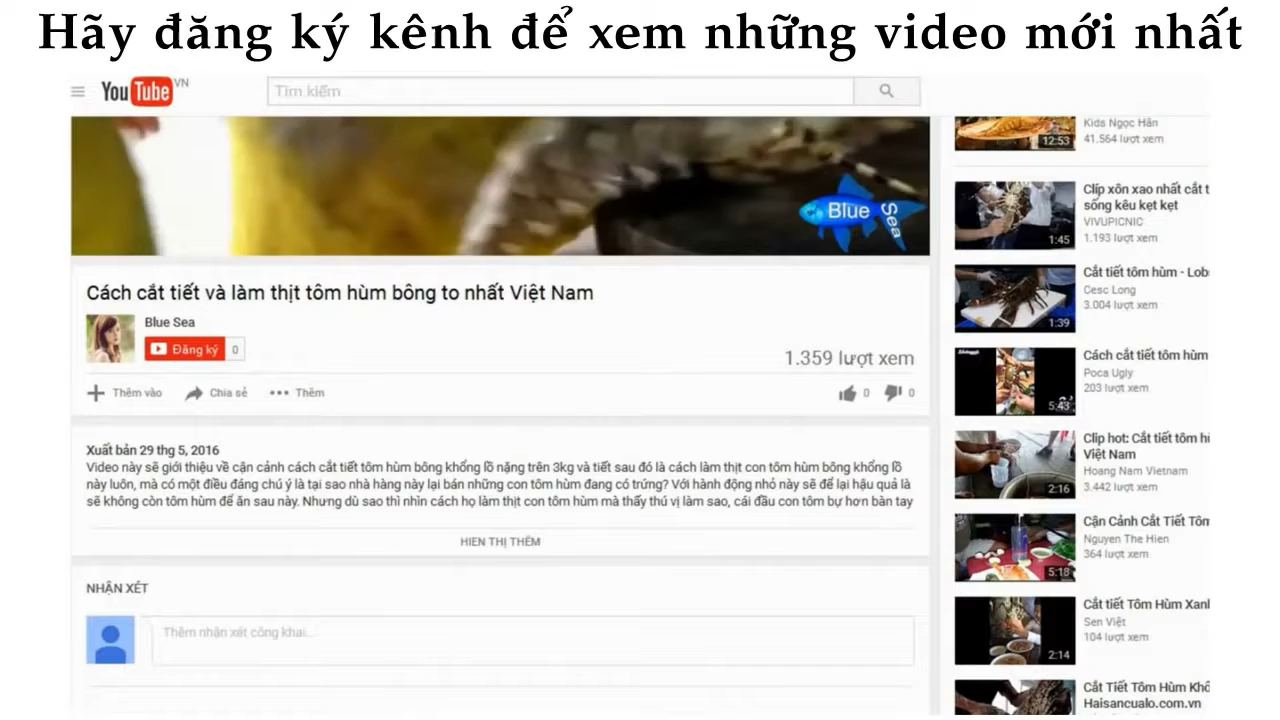 Hãy đăng ký kênh để xem những video mới nhất
YouTube VN
Tìm kiếm
Blue Sea
Cách cắt tiết và làm thịt tôm hùm bông to nhất Việt Nam
Blue Sea
Đăng ký 0
1.359 lượt xem
Thêm vào Chia sẻ Thêm 0 0
Xuất bản 29 thg 5, 2016
Video này sẽ giới thiệu về cận cảnh cách cắt tiết tôm hùm bông khổng lồ nặng trên 3kg và tiết sau đó là cách làm thịt con tôm hùm bông khổng lồ
này luôn, mà có một điều đáng chú ý là tại sao nhà hàng này lại bán những con tôm hùm đang có trứng? Với hành động nhỏ này sẽ để lại hậu quả là
sẽ không còn tôm hùm để ăn sau này. Nhưng dù sao thì nhìn cách họ làm thịt con tôm hùm mà thấy thú vị làm sao, cái đầu con tôm bự hơn bàn tay
HIEN THỊ THÊM
NHẬN XÉT
Thêm nhận xét công khai...
Kids Ngọc Hân
41.564 lượt xem
12:53
Clíp xôn xao nhất cắt t
sống kêu kẹt kẹt
VIVUPICNIC
1.193 lượt xem
1:45
Cắt tiết tôm hùm - Lobs
Cesc Long
3.004 lượt xem
1:39
Cách cắt tiết tôm hùm
Poca Ugly
203 lượt xem
5:43
Clip hot: Cắt tiết tôm hù
Việt Nam
Hoang Nam Vietnam
3.442 lượt xem
2:16
Cận Cảnh Cắt Tiết Tôm
Nguyen The Hien
364 lượt xem
5:18
Cắt tiết Tôm Hùm Xanh
Sen Việt
104 lượt xem
2:14
Cắt Tiết Tôm Hùm Khổ
Haisancualo.com.vn